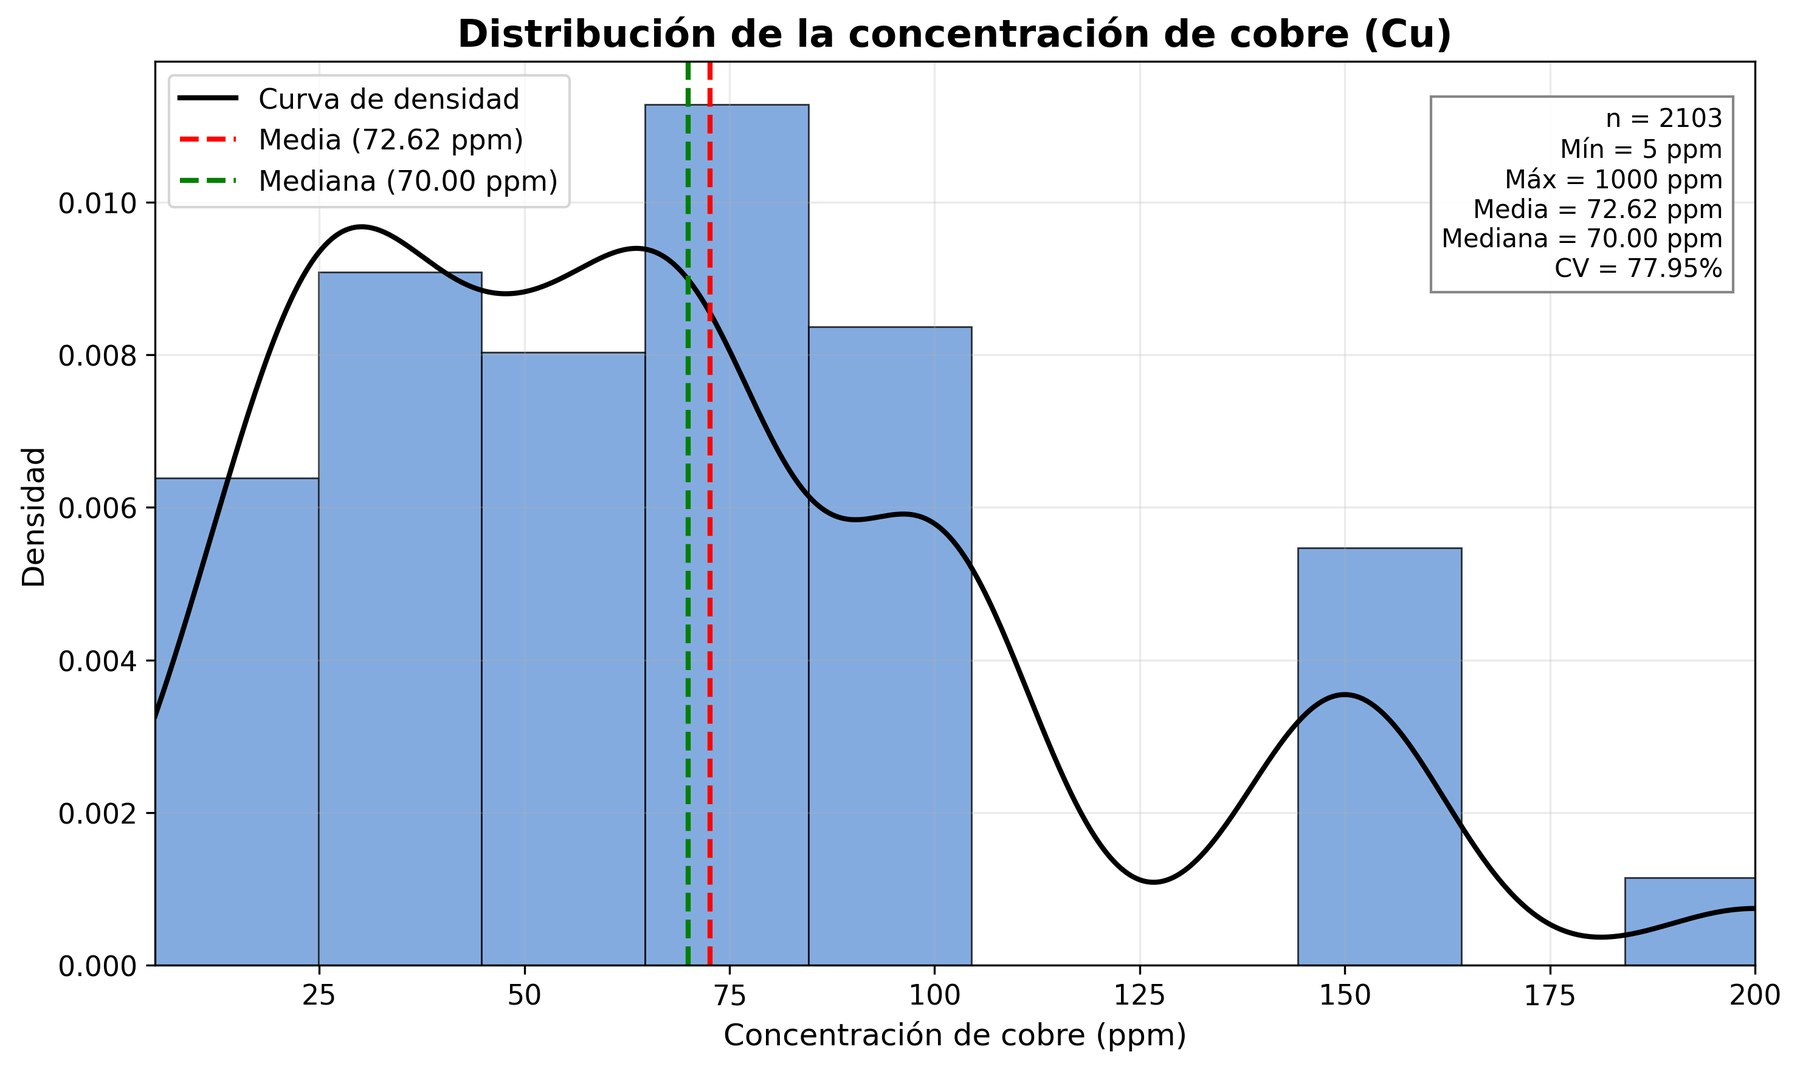 Distribución de la concentración de cobre (Cu)
Curva de densidad
Media (72.62 ppm)
Mediana (70.00 ppm)
n = 2103
Mín = 5 ppm
Máx = 1000 ppm
Media = 72.62 ppm
Mediana = 70.00 ppm
CV = 77.95%
Densidad
0.010
0.008
0.006
0.004
0.002
0.000
25 50 75 100 125 150 175 200
Concentración de cobre (ppm)